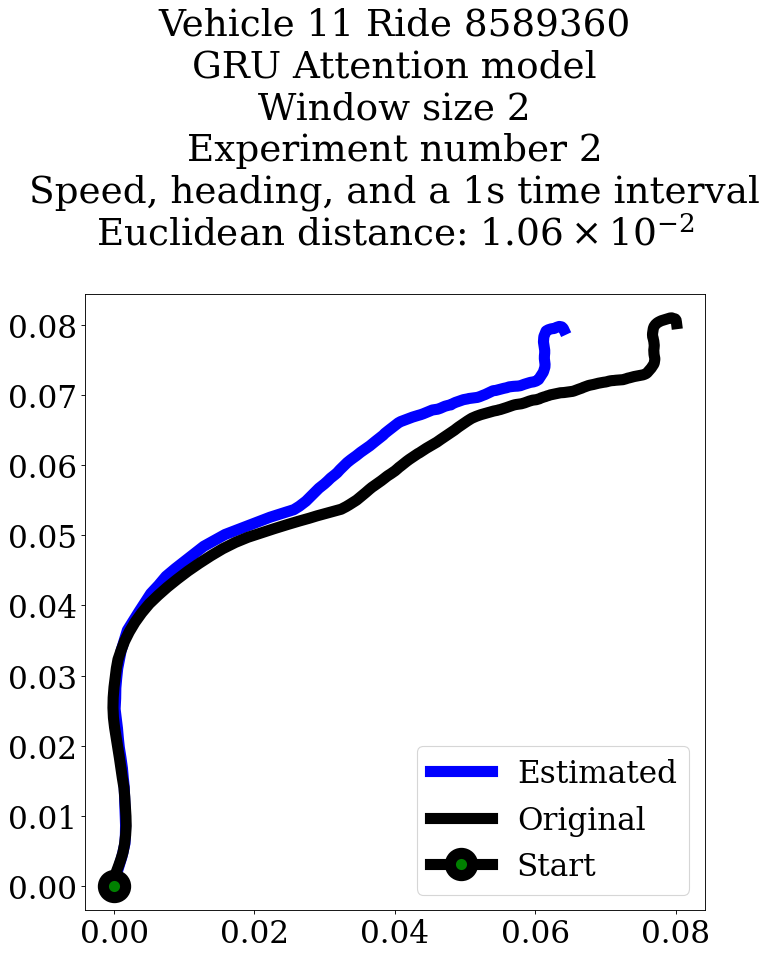 Vehicle 11 Ride 8589360
GRU Attention model
Window size 2
Experiment number 2
Speed, heading, and a 1s time interval
Euclidean distance: 1.06 × 10⁻²
0.08
0.07
0.06
0.05
0.04
0.03
0.02
0.01
0.00
Estimated
Original
Start
0.00 0.02 0.04 0.06 0.08